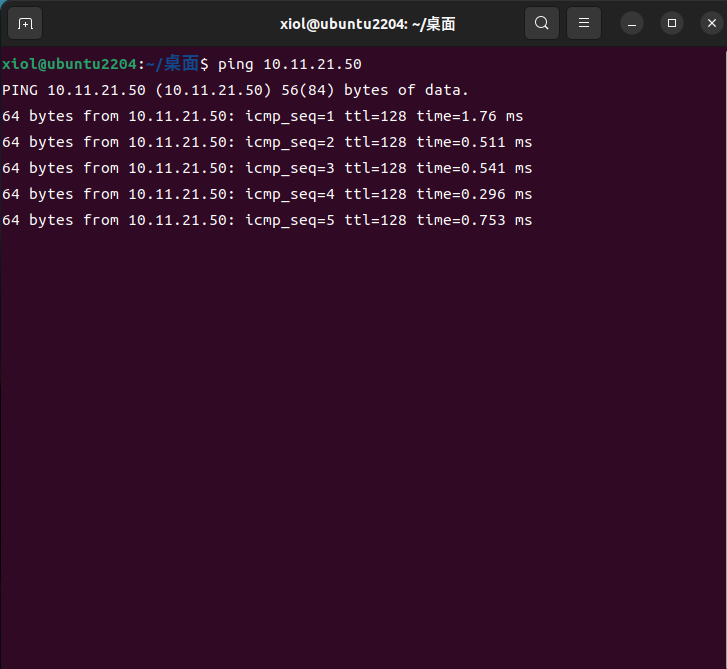 xiol@ubuntu2204: ~/桌面
xiol@ubuntu2204:~/桌面$ ping 10.11.21.50
PING 10.11.21.50 (10.11.21.50) 56(84) bytes of data.
64 bytes from 10.11.21.50: icmp_seq=1 ttl=128 time=1.76 ms
64 bytes from 10.11.21.50: icmp_seq=2 ttl=128 time=0.511 ms
64 bytes from 10.11.21.50: icmp_seq=3 ttl=128 time=0.541 ms
64 bytes from 10.11.21.50: icmp_seq=4 ttl=128 time=0.296 ms
64 bytes from 10.11.21.50: icmp_seq=5 ttl=128 time=0.753 ms